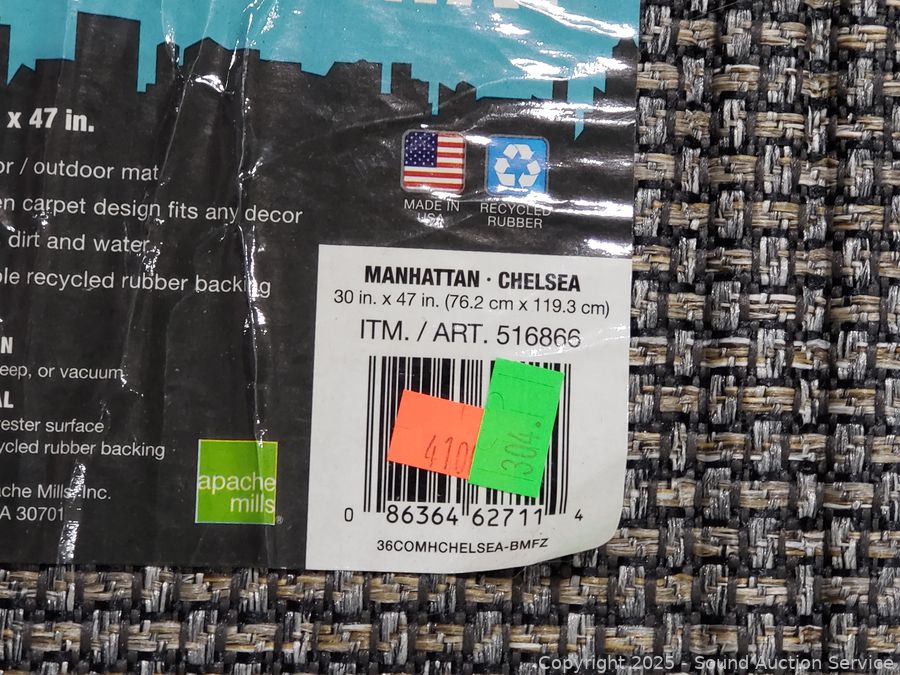 x 47 in.
or / outdoor mat
en carpet design fits any decor
dirt and water
ble recycled rubber backing
MADE IN
USA
RECYCLED
RUBBER
MANHATTAN · CHELSEA
30 in. x 47 in. (76.2 cm x 119.3 cm)
ITM. / ART. 516866
N
eep, or vacuum
AL
ester surface
ycled rubber backing
ache Mills, Inc.
A 30701
apache
mills®
410
304.1
0 86364 62711 4
36COMHCHELSEA-BMFZ
Copyright 2025 - Sound Auction Service